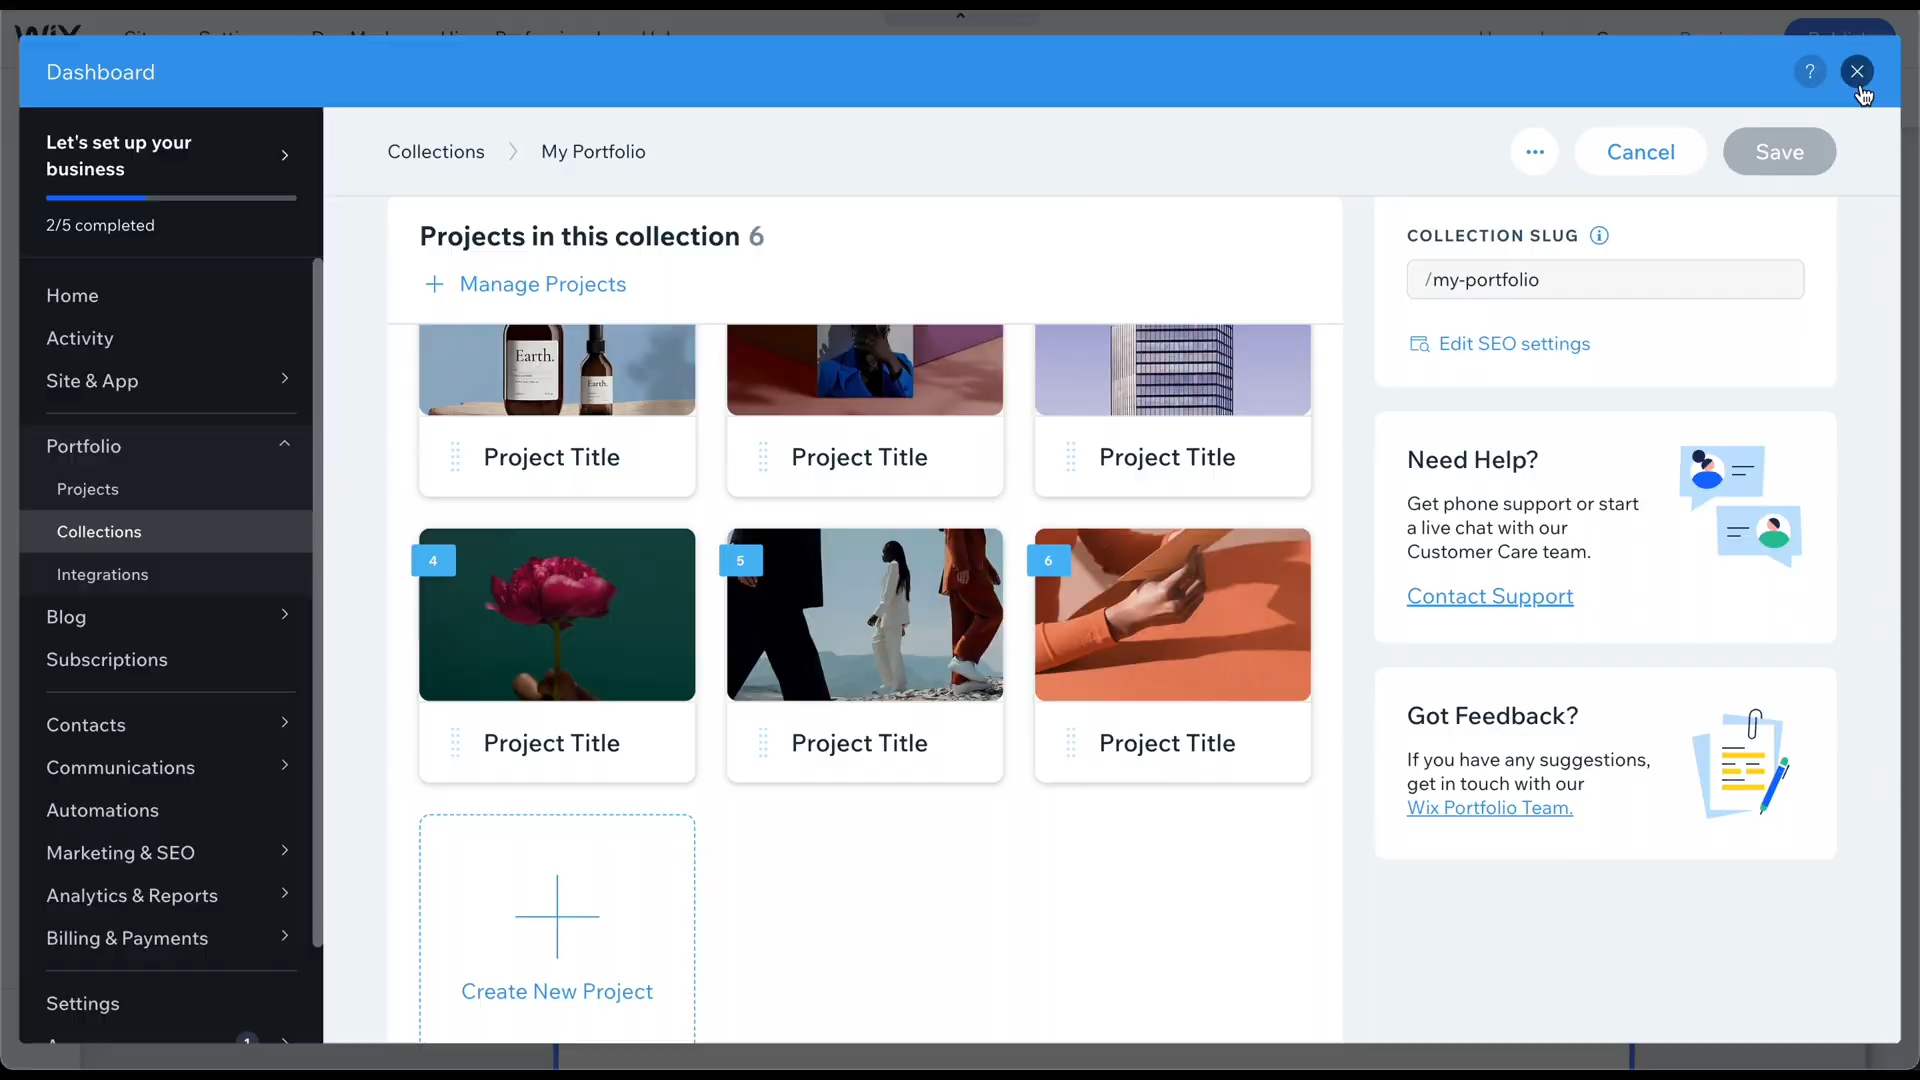 WiX
Dashboard
?
Let's set up your
business
2/5 completed
Home
Activity
Site & App
Portfolio
Projects
Collections
Integrations
Blog
Subscriptions
Contacts
Communications
Automations
Marketing & SEO
Analytics & Reports
Billing & Payments
Settings
1
Collections
My Portfolio
Cancel
Save
Projects in this collection 6
Manage Projects
Earth.
Earth.
Project Title
Project Title
Project Title
4
5
6
Project Title
Project Title
Project Title
Create New Project
COLLECTION SLUG
/my-portfolio
Edit SEO settings
Need Help?
Get phone support or start
a live chat with our
Customer Care team.
Contact Support
Got Feedback?
If you have any suggestions,
get in touch with our
Wix Portfolio Team.